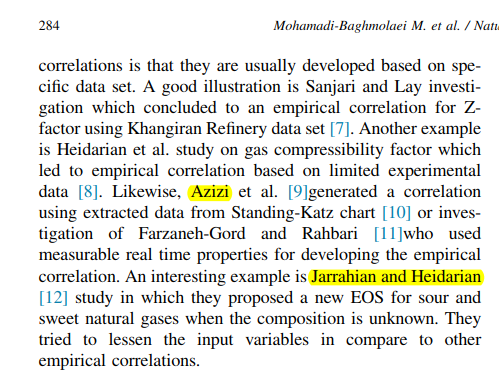 284
Mohamadi-Baghmolaei M. et al. / Natu
correlations is that they are usually developed based on spe-
cific data set. A good illustration is Sanjari and Lay investi-
gation which concluded to an empirical correlation for Z-
factor using Khangiran Refinery data set [7]. Another example
is Heidarian et al. study on gas compressibility factor which
led to empirical correlation based on limited experimental
data [8]. Likewise, Azizi et al. [9]generated a correlation
using extracted data from Standing-Katz chart [10] or inves-
tigation of Farzaneh-Gord and Rahbari [11]who used
measurable real time properties for developing the empirical
correlation. An interesting example is Jarrahian and Heidarian
[12] study in which they proposed a new EOS for sour and
sweet natural gases when the composition is unknown. They
tried to lessen the input variables in compare to other
empirical correlations.